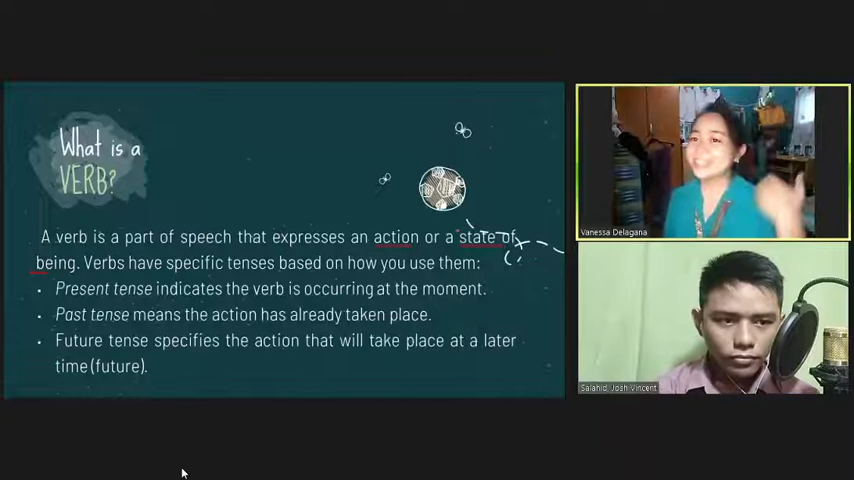 What is a
VERB?
A verb is a part of speech that expresses an action or a state of
being. Verbs have specific tenses based on how you use them:
• Present tense indicates the verb is occurring at the moment.
• Past tense means the action has already taken place.
• Future tense specifies the action that will take place at a later
time (future).
Vanessa Delagana
Salahid, Josh Vincent